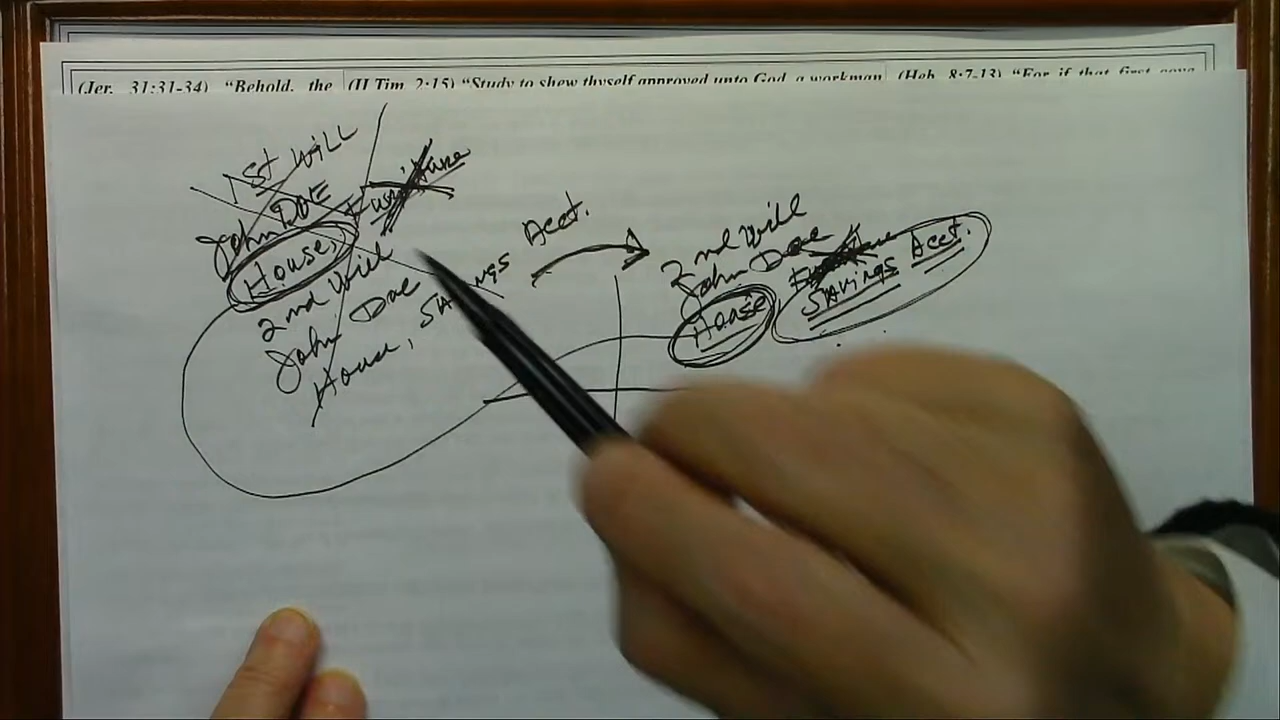 (Jer. 31:31-34) “Behold, the
(II Tim. 2:15) “Study to shew thyself approved unto God, a workman
(Heb. 8:7-13) “For if that first cove
1st Will
John Doe
House, Furniture
2nd Will
John Doe
House, Savings Acct.
2nd Will
John Doe
House Furniture
Savings Acct.